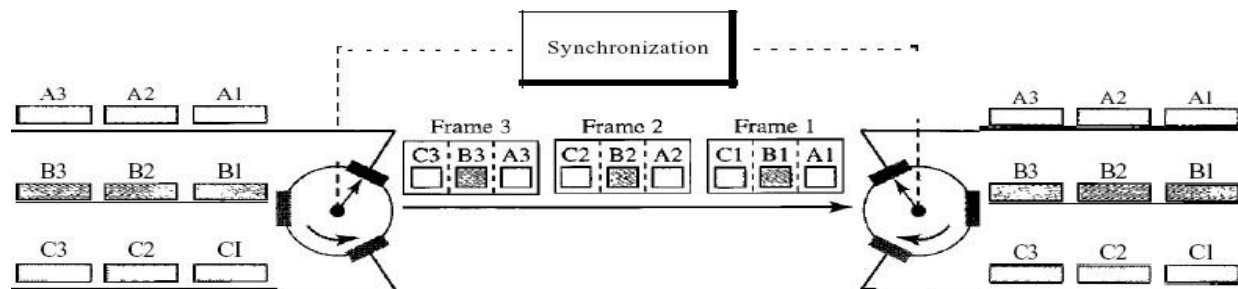 Synchronization
A3 A2 A1
Frame 3 Frame 2 Frame 1
A3 A2 A1
C3 B3 A3 C2 B2 A2 C1 B1 A1
B3 B2 B1
B3 B2 B1
C3 C2 CI
C3 C2 CI